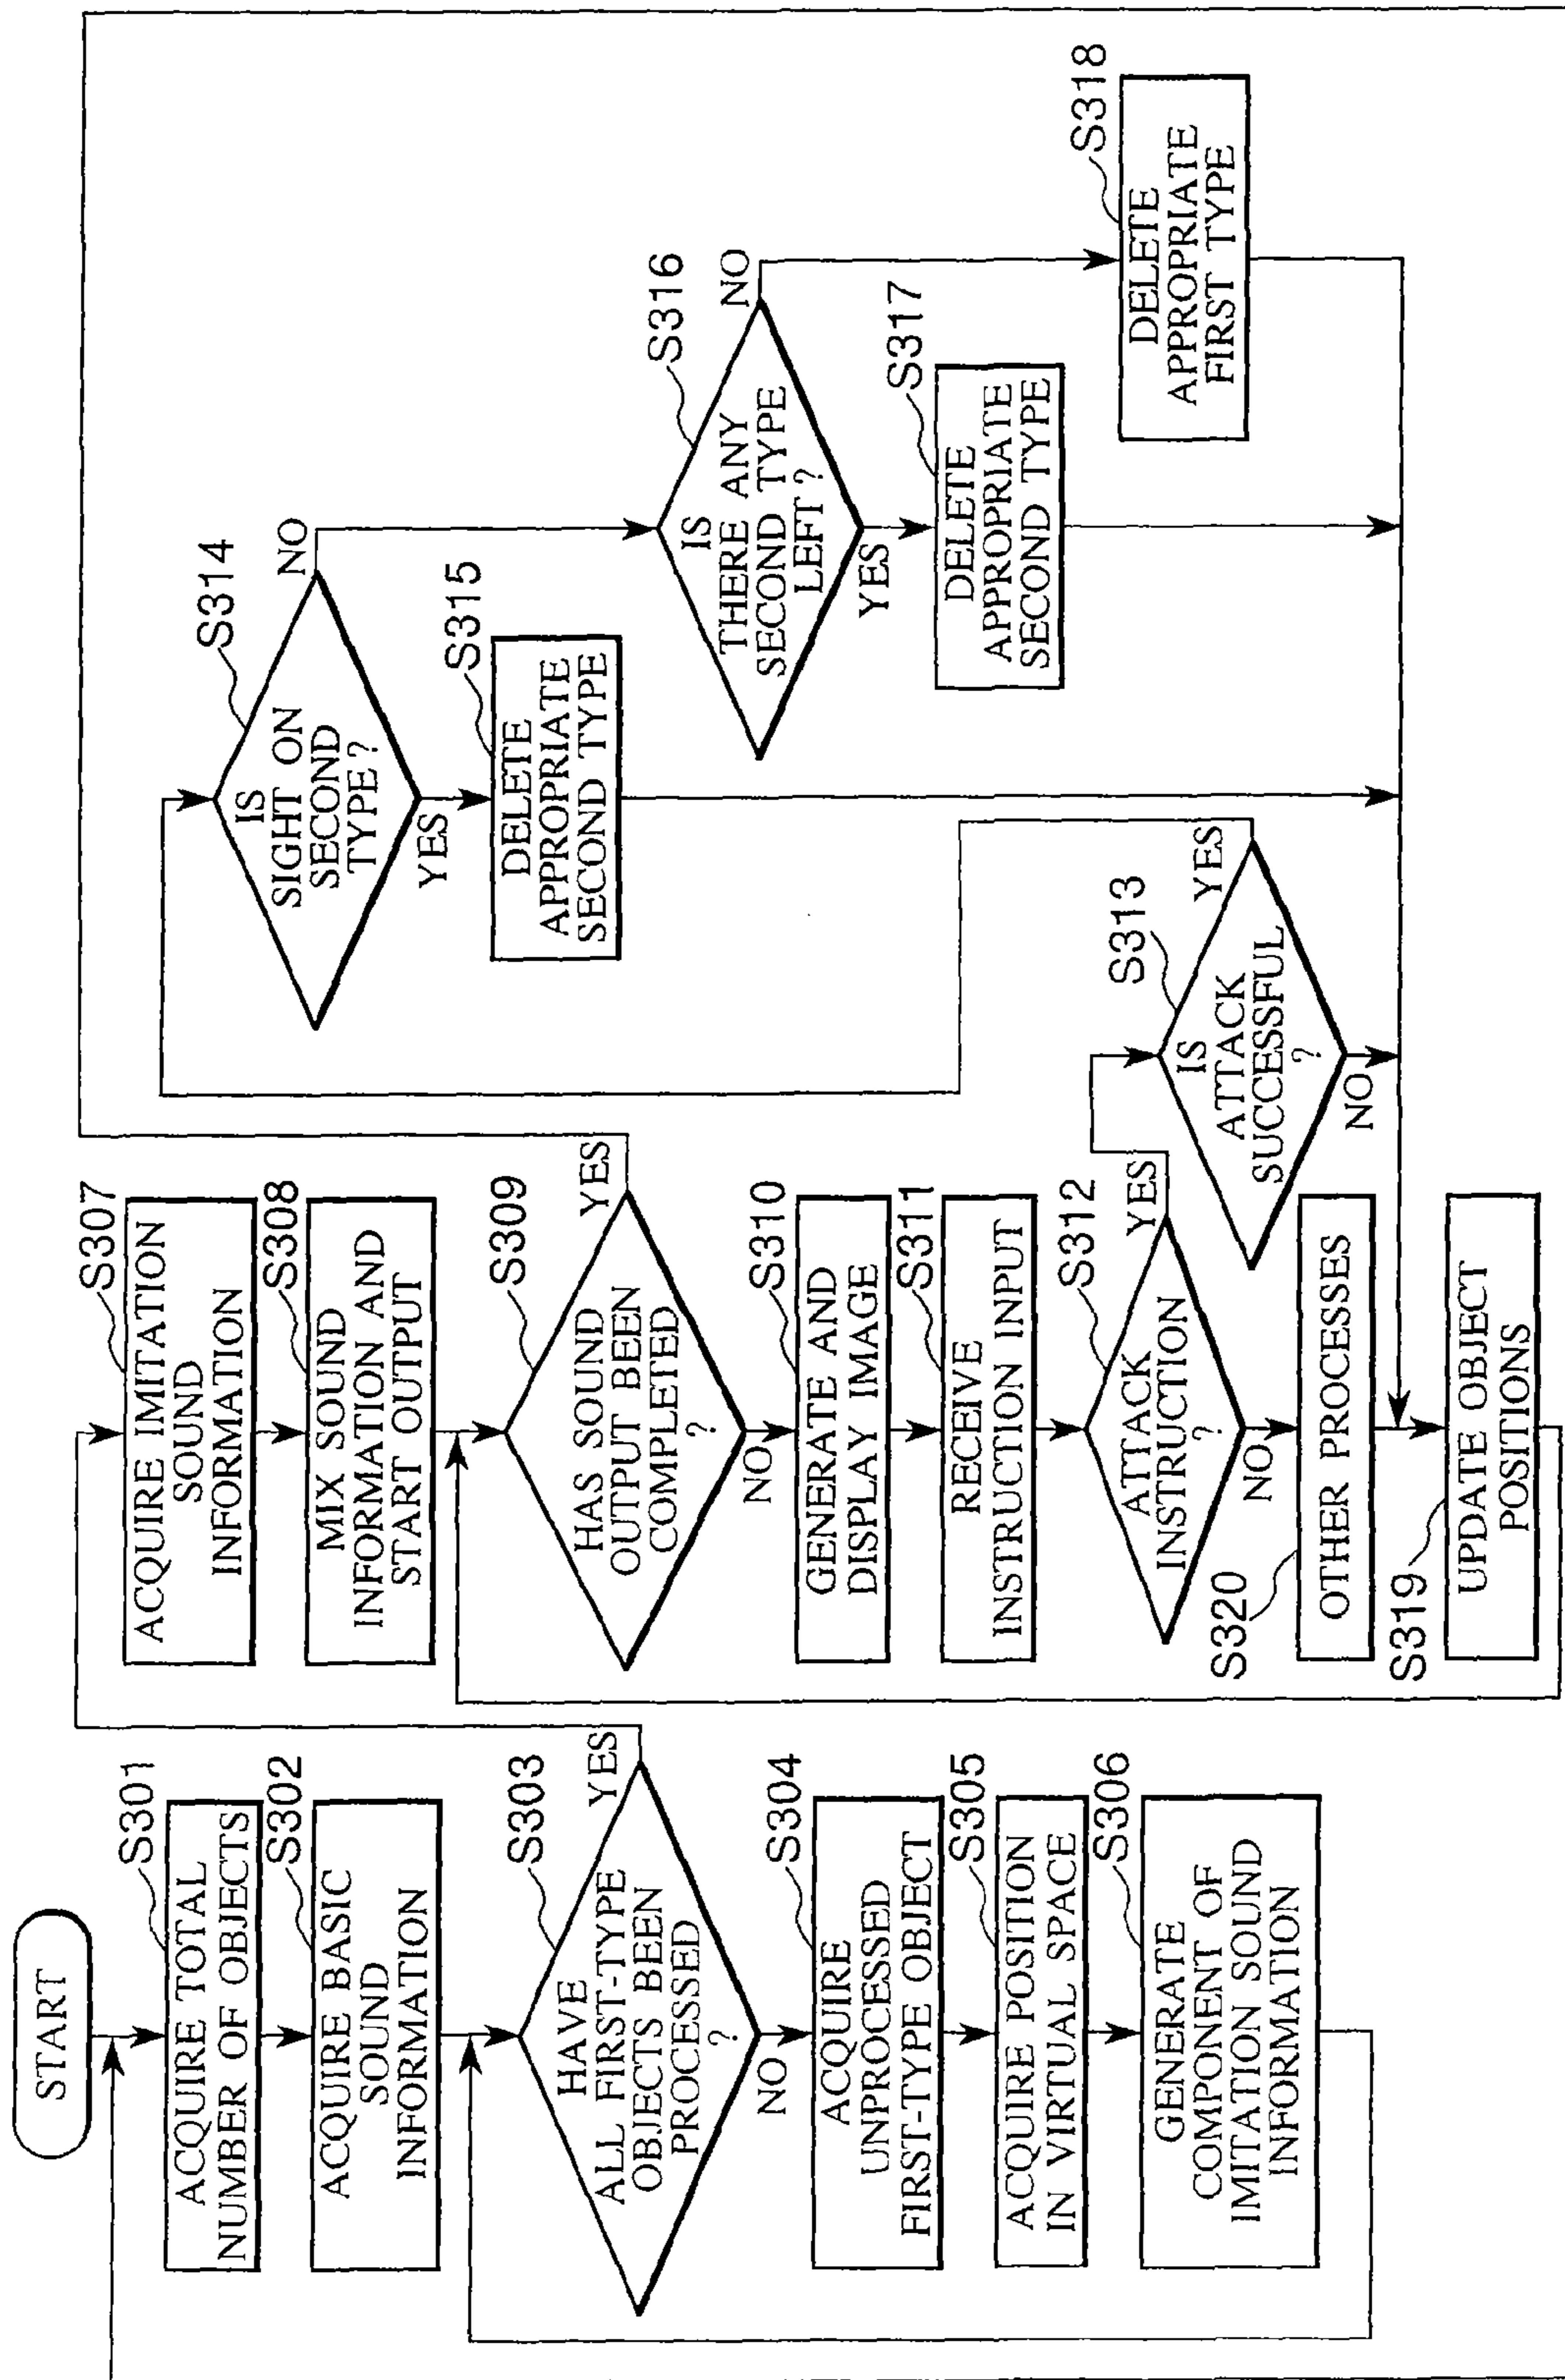 START
S301
ACQUIRE TOTAL
NUMBER OF OBJECTS
S302
ACQUIRE BASIC
SOUND
INFORMATION
S303
HAVE
ALL FIRST-TYPE
OBJECTS BEEN
PROCESSED
?
YES
NO
S304
ACQUIRE
UNPROCESSED
FIRST-TYPE OBJECT
S305
ACQUIRE POSITION
IN VIRTUAL SPACE
S306
GENERATE
COMPONENT OF
IMITATION SOUND
INFORMATION
S307
ACQUIRE IMITATION
SOUND
INFORMATION
S308
MIX SOUND
INFORMATION AND
START OUTPUT
S309
HAS SOUND
OUTPUT BEEN
COMPLETED
?
YES
NO
S310
GENERATE AND
DISPLAY IMAGE
S311
RECEIVE
INSTRUCTION INPUT
S312
ATTACK
INSTRUCTION
?
YES
NO
S320
OTHER PROCESSES
S319
UPDATE OBJECT
POSITIONS
S313
IS
ATTACK
SUCCESSFUL
?
YES
NO
S314
IS
SIGHT ON
SECOND
TYPE?
NO
YES
S315
DELETE
APPROPRIATE
SECOND TYPE
S316
IS
THERE ANY
SECOND TYPE
LEFT?
NO
YES
S317
DELETE
APPROPRIATE
SECOND TYPE
S318
DELETE
APPROPRIATE
FIRST TYPE